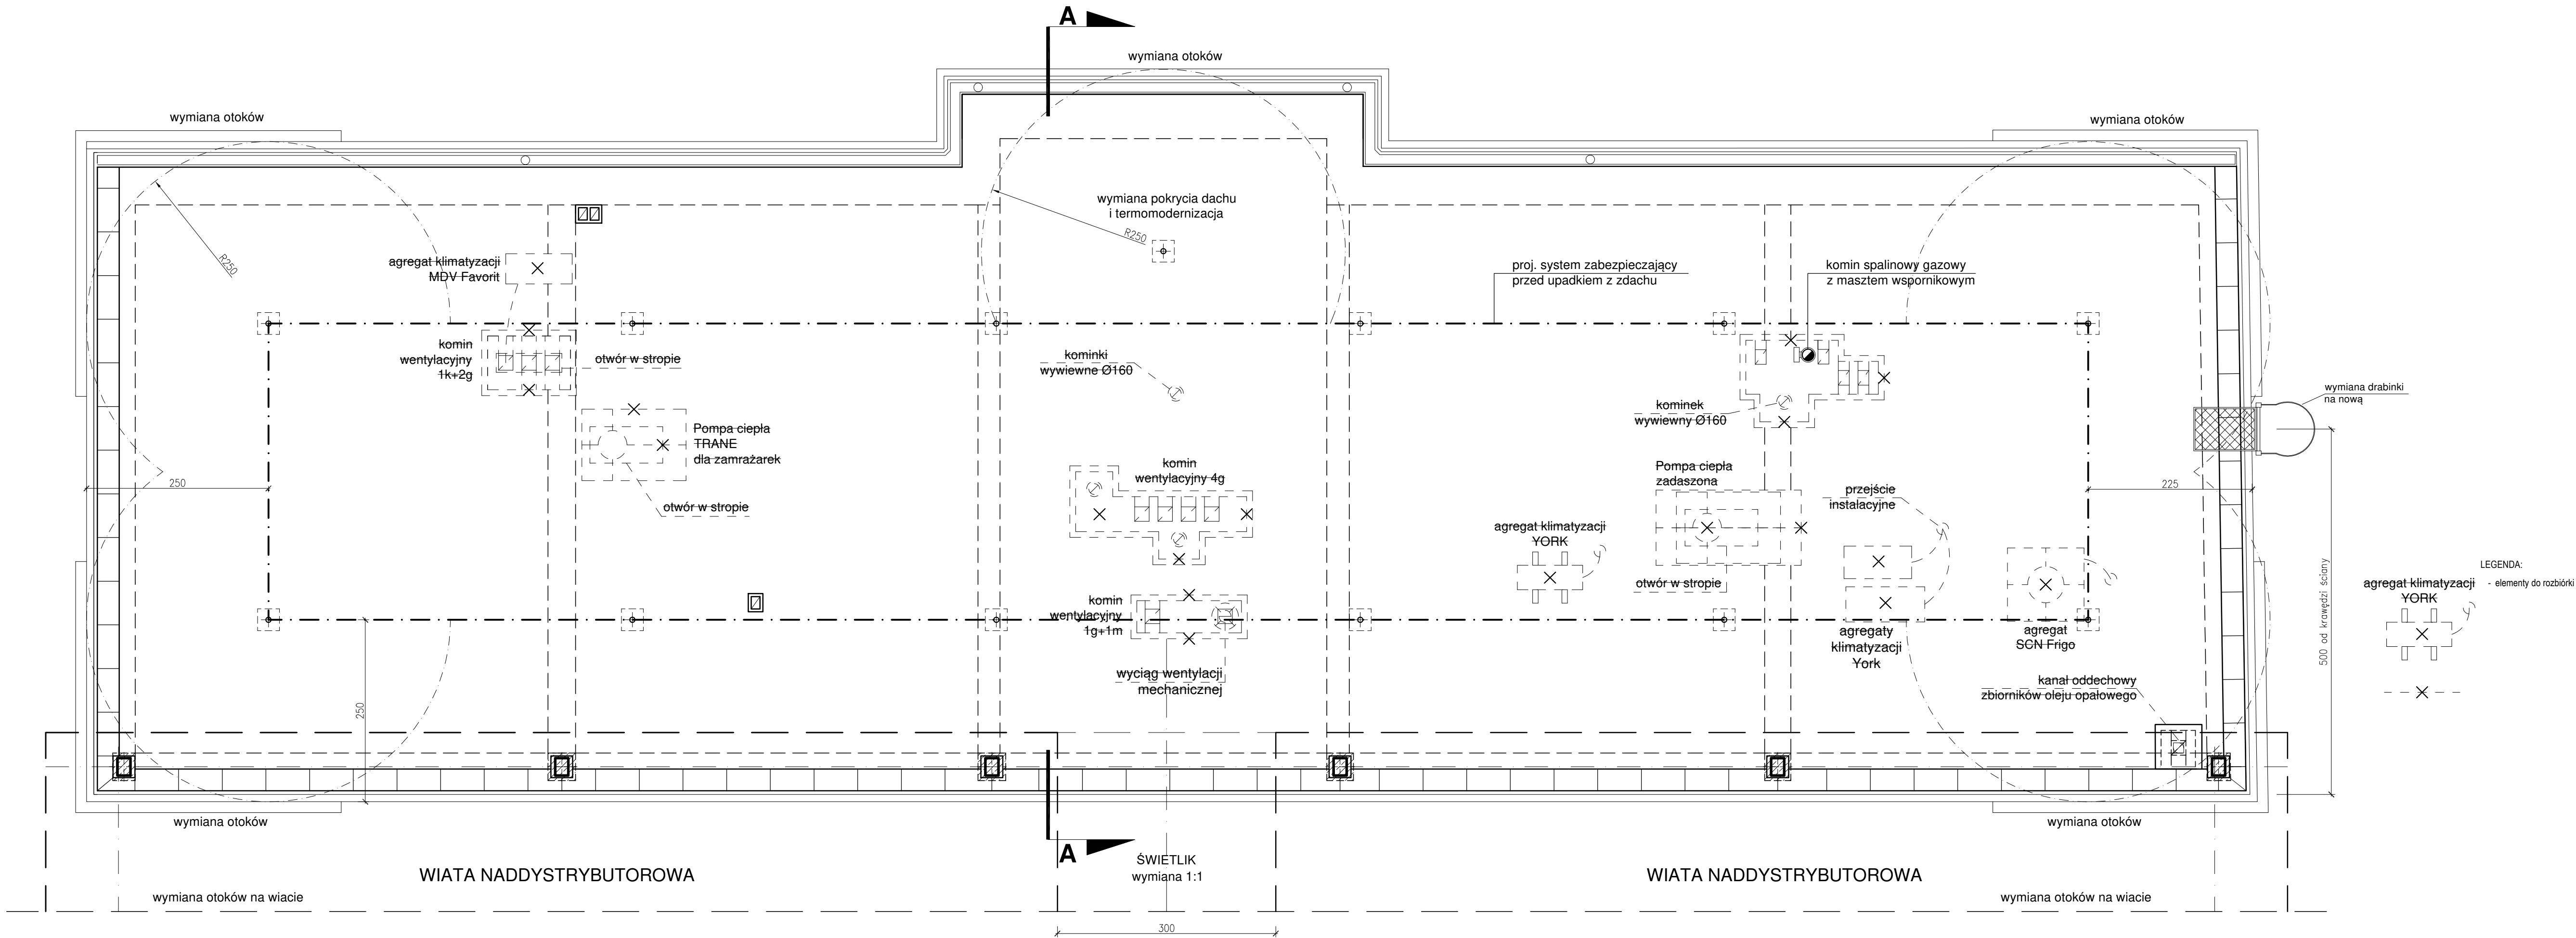 A
wymiana otoków
wymiana otoków
wymiana otoków
wymiana pokrycia dachu
i termomodernizacja
R250
R250
agregat klimatyzacji
MDV Favorit
proj. system zabezpieczający
przed upadkiem z zdachu
komin spalinowy gazowy
z masztem wspornikowym
komin
wentylacyjny
1k+2g
otwór w stropie
kominki
wywiewne Ø160
kominek
wywiewny Ø160
wymiana drabinki
na nową
Pompa ciepła
TRANE
dla zamrażarek
otwór w stropie
komin
wentylacyjny 4g
Pompa ciepła
zadaszona
przejście
instalacyjne
250
225
agregat klimatyzacji
YORK
otwór w stropie
komin
wentylacyjny
1g+1m
agregaty
klimatyzacji
York
agregat
SCN Frigo
wyciąg wentylacji
mechanicznej
kanał oddechowy
zbiorników oleju opałowego
250
500 od krawędzi ściany
LEGENDA:
agregat klimatyzacji
YORK
- elementy do rozbiórki
wymiana otoków
wymiana otoków
A
ŚWIETLIK
wymiana 1:1
WIATA NADDYSTRYBUTOROWA
WIATA NADDYSTRYBUTOROWA
wymiana otoków na wiacie
wymiana otoków na wiacie
300